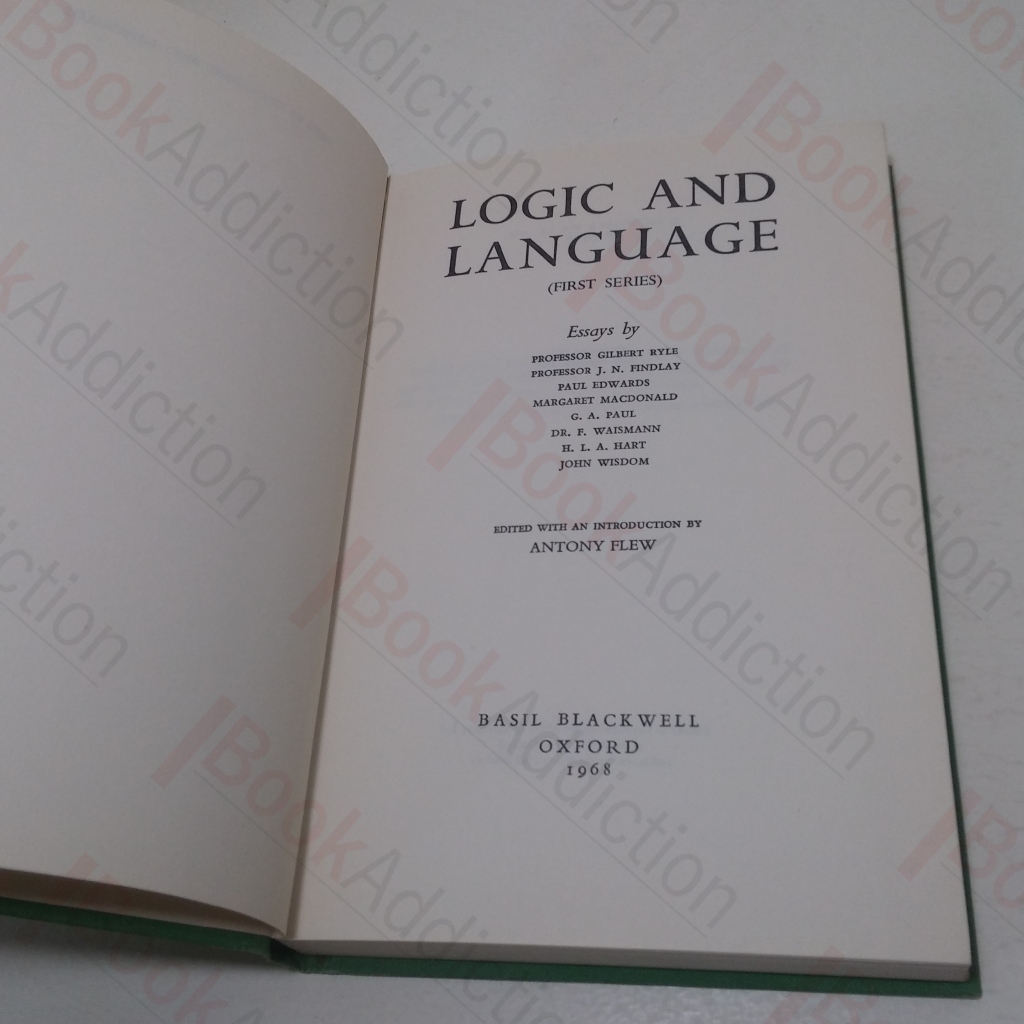 LOGIC AND
LANGUAGE
(FIRST SERIES)
Essays by
PROFESSOR GILBERT RYLE
PROFESSOR J. N. FINDLAY
PAUL EDWARDS
MARGARET MACDONALD
G. A. PAUL
DR. F. WAISMANN
H. L. A. HART
JOHN WISDOM
EDITED WITH AN INTRODUCTION BY
ANTONY FLEW
BASIL BLACKWELL
OXFORD
1968
BookAddiction